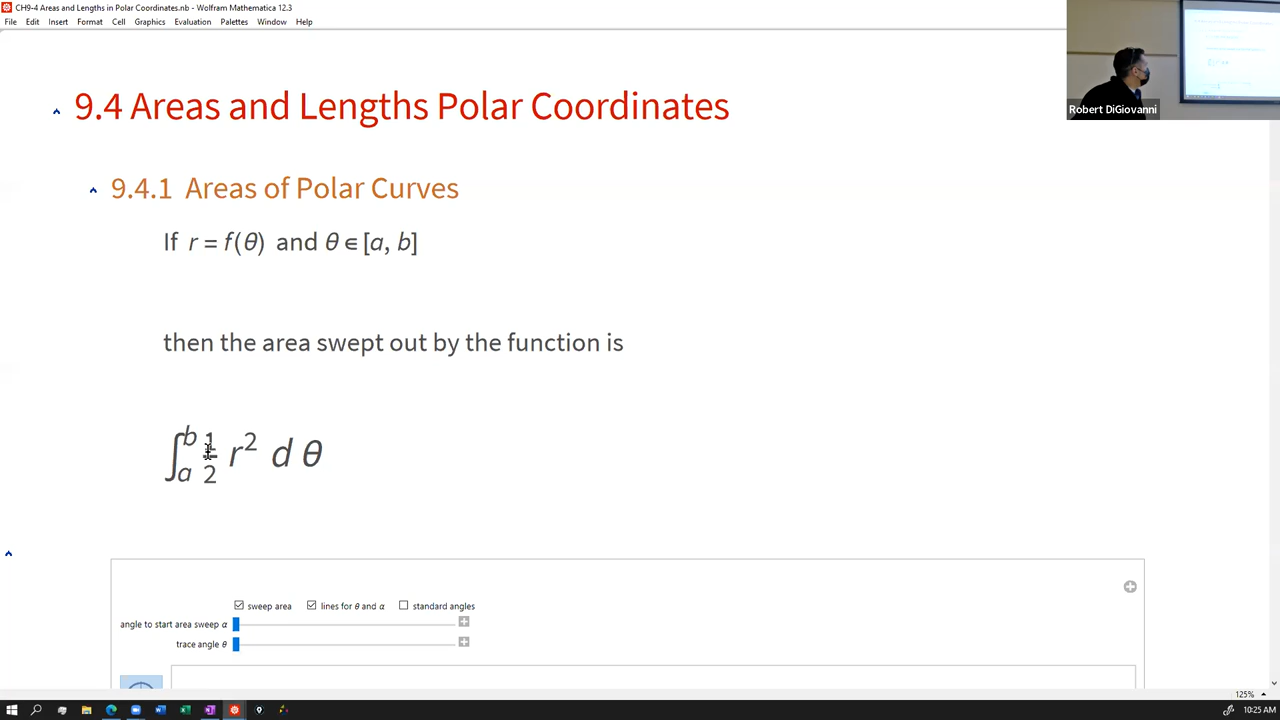 CH9-4 Areas and Lengths in Polar Coordinates.nb - Wolfram Mathematica 12.3
File Edit Insert Format Cell Graphics Evaluation Palettes Window Help
Robert DiGiovanni
9.4 Areas and Lengths Polar Coordinates
9.4.1 Areas of Polar Curves
If r = f(θ) and θ ∈ [a, b]
then the area swept out by the function is
∫_a^b 1/2 r² d θ
sweep area lines for θ and α standard angles
angle to start area sweep α
trace angle θ
125%
10:25 AM